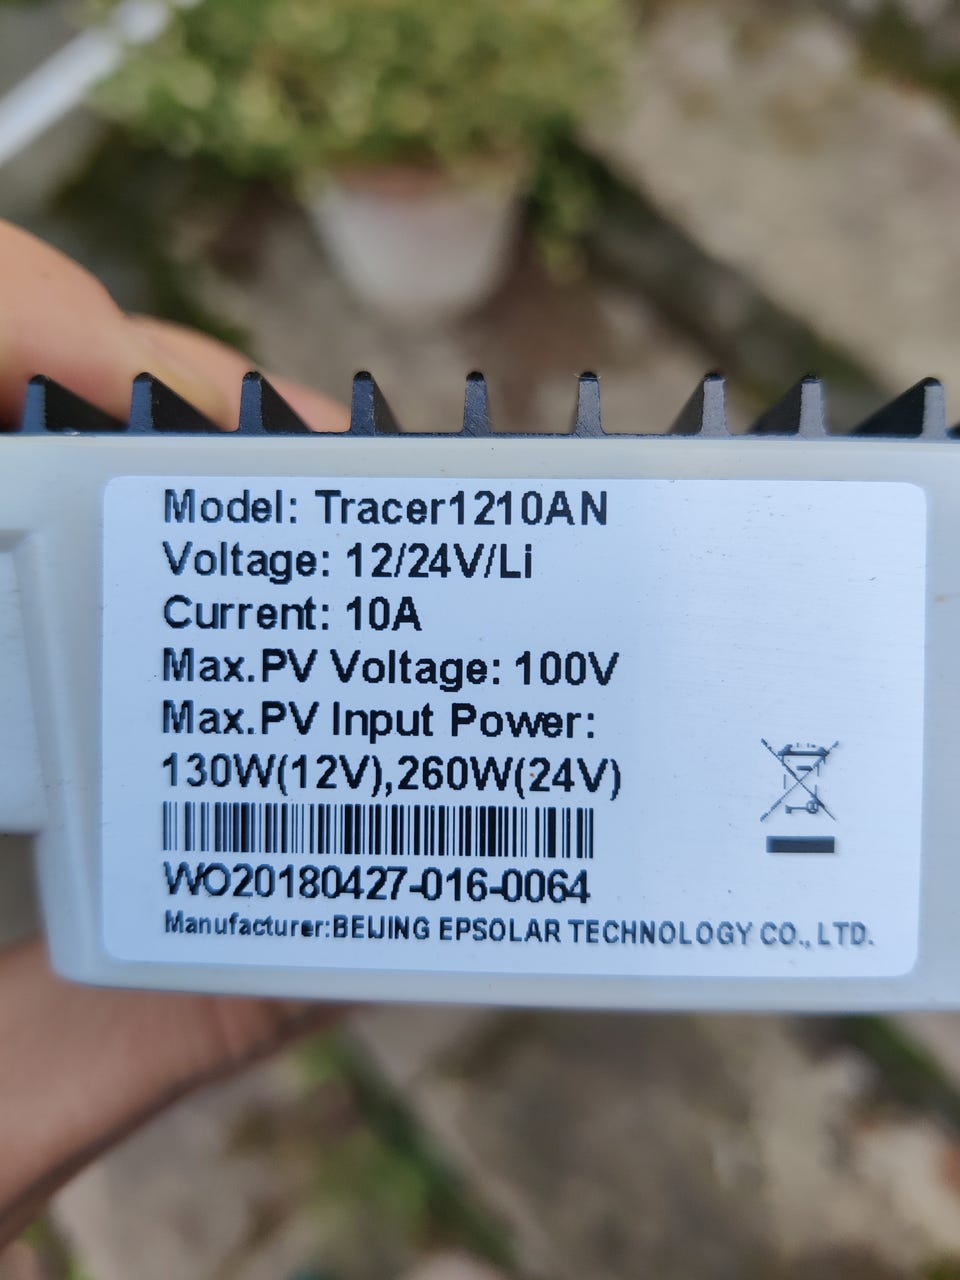 Model: Tracer1210AN
Voltage: 12/24V/Li
Current: 10A
Max.PV Voltage: 100V
Max.PV Input Power:
130W(12V),260W(24V)
WO20180427-016-0064
Manufacturer:BEIJING EPSOLAR TECHNOLOGY CO., LTD.